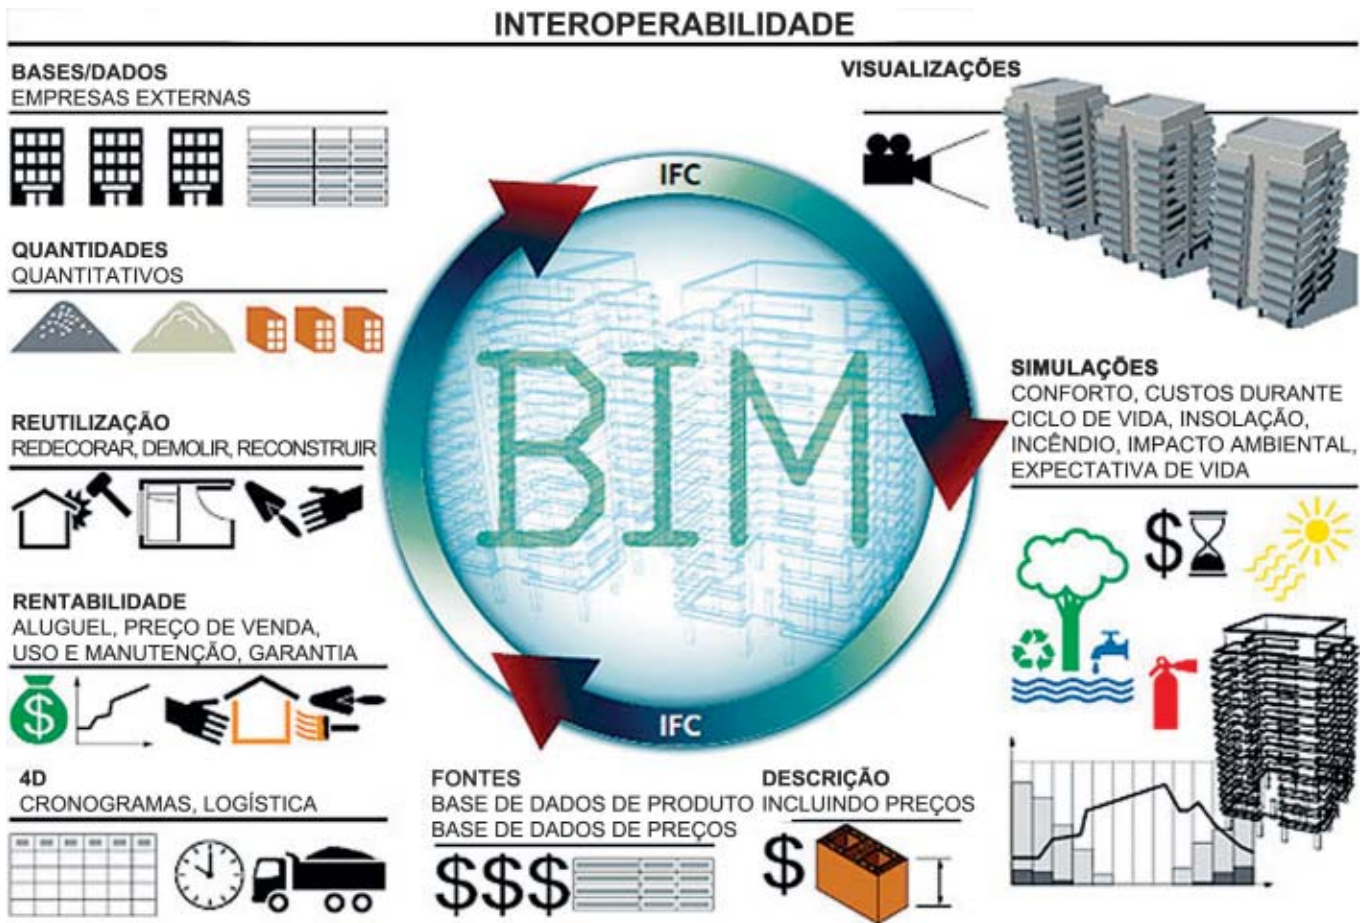 INTEROPERABILIDADE
BASES/DADOS
EMPRESAS EXTERNAS
QUANTIDADES
QUANTITATIVOS
REUTILIZAÇÃO
REDECORAR, DEMOLIR, RECONSTRUIR
RENTABILIDADE
ALUGUEL, PREÇO DE VENDA,
USO E MANUTENÇÃO, GARANTIA
$
4D
CRONOGRAMAS, LOGÍSTICA
IFC
BIM
IFC
FONTES
BASE DE DADOS DE PRODUTO
BASE DE DADOS DE PREÇOS
$$$
DESCRIÇÃO
INCLUINDO PREÇOS
$
VISUALIZAÇÕES
SIMULAÇÕES
CONFORTO, CUSTOS DURANTE
CICLO DE VIDA, INSOLAÇÃO,
INCÊNDIO, IMPACTO AMBIENTAL,
EXPECTATIVA DE VIDA
$